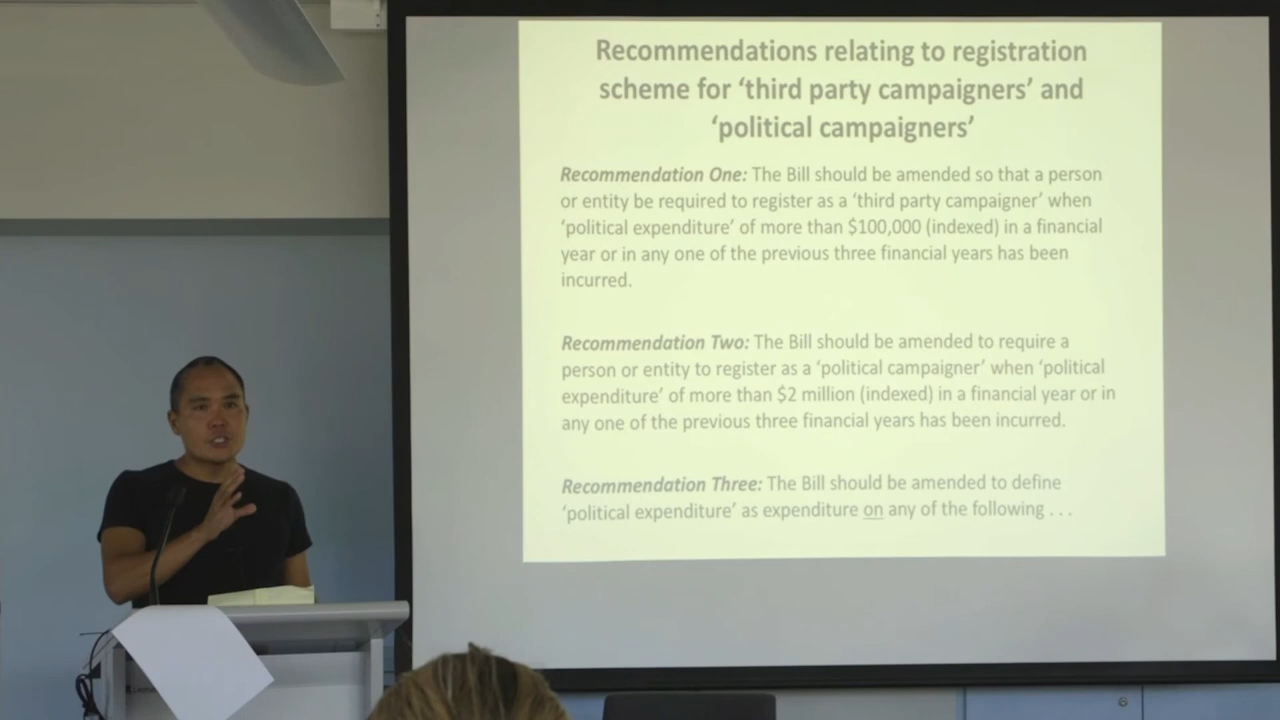 Recommendations relating to registration
scheme for ‘third party campaigners’ and
‘political campaigners’
Recommendation One: The Bill should be amended so that a person
or entity be required to register as a ‘third party campaigner’ when
‘political expenditure’ of more than $100,000 (indexed) in a financial
year or in any one of the previous three financial years has been
incurred.
Recommendation Two: The Bill should be amended to require a
person or entity to register as a ‘political campaigner’ when ‘political
expenditure’ of more than $2 million (indexed) in a financial year or in
any one of the previous three financial years has been incurred.
Recommendation Three: The Bill should be amended to define
‘political expenditure’ as expenditure on any of the following . . .